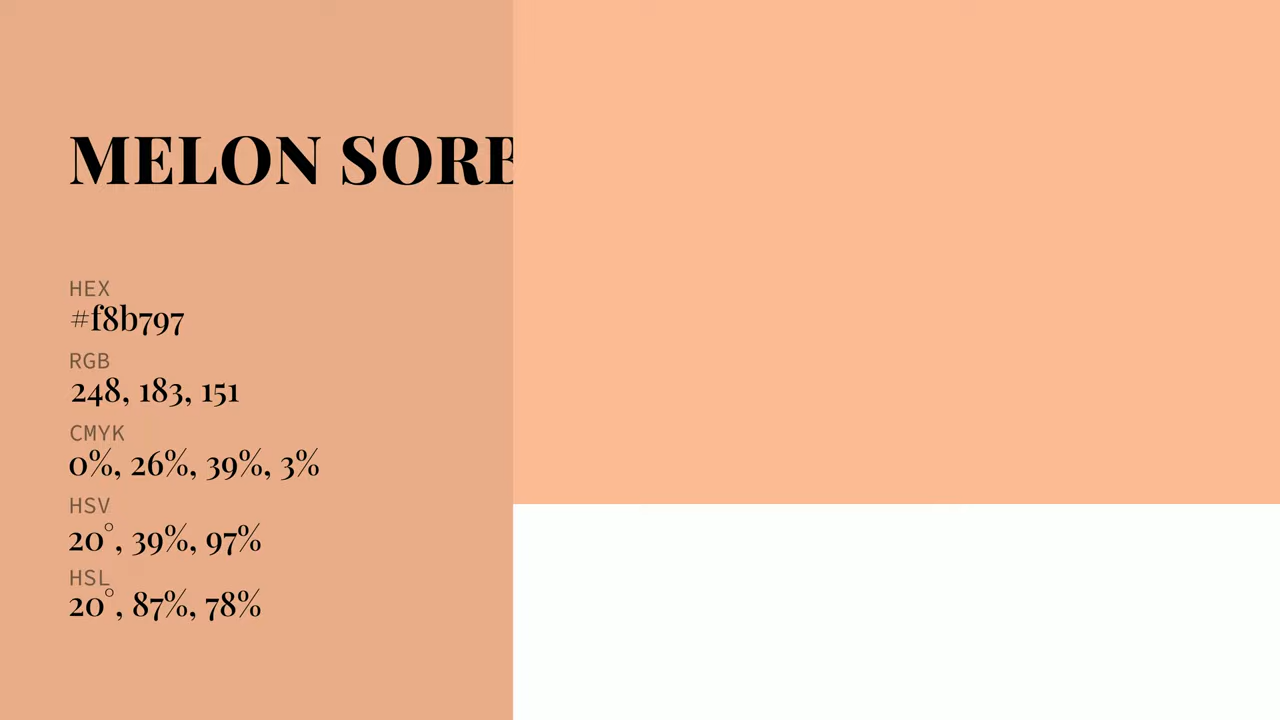 MELON SORB
HEX
#f8b797
RGB
248, 183, 151
CMYK
0%, 26%, 39%, 3%
HSV
20°, 39%, 97%
HSL
20°, 87%, 78%